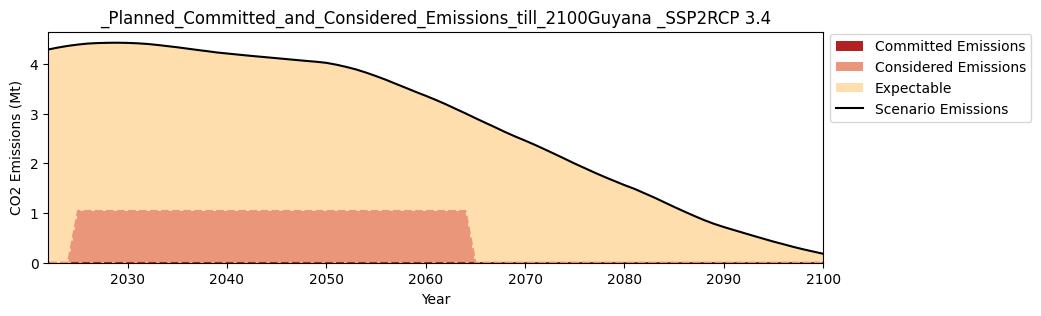 _Planned_Committed_and_Considered_Emissions_till_2100Guyana _SSP2RCP 3.4
CO2 Emissions (Mt)
4
3
2
1
0
2030 2040 2050 2060 2070 2080 2090 2100
Year
Committed Emissions
Considered Emissions
Expectable
Scenario Emissions